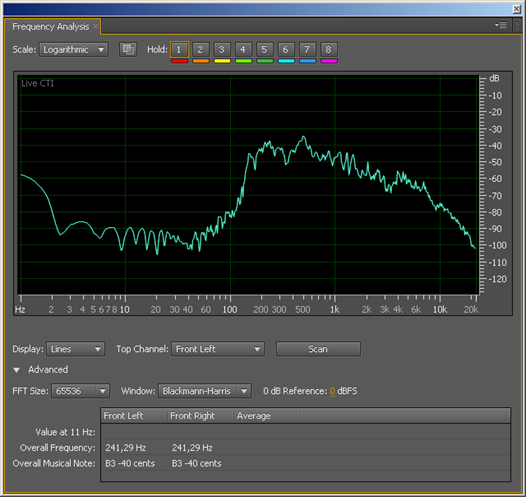 Frequency Analysis ×
Scale: Logarithmic Hold: 1 2 3 4 5 6 7 8
Live CTI
dB
-10
-20
-30
-40
-50
-60
-70
-80
-90
-100
-110
-120
Hz 2 3 4 5 6 7 8 10 20 30 40 60 100 200 300 500 1k 2k 3k 4k 6k 10k 20k
Display: Lines Top Channel: Front Left Scan
Advanced
FFT Size: 65536 Window: Blackmann-Harris 0 dB Reference: 0 dBFS
Front Left Front Right Average
Value at 11 Hz:
Overall Frequency: 241,29 Hz 241,29 Hz
Overall Musical Note: B3 -40 cents B3 -40 cents